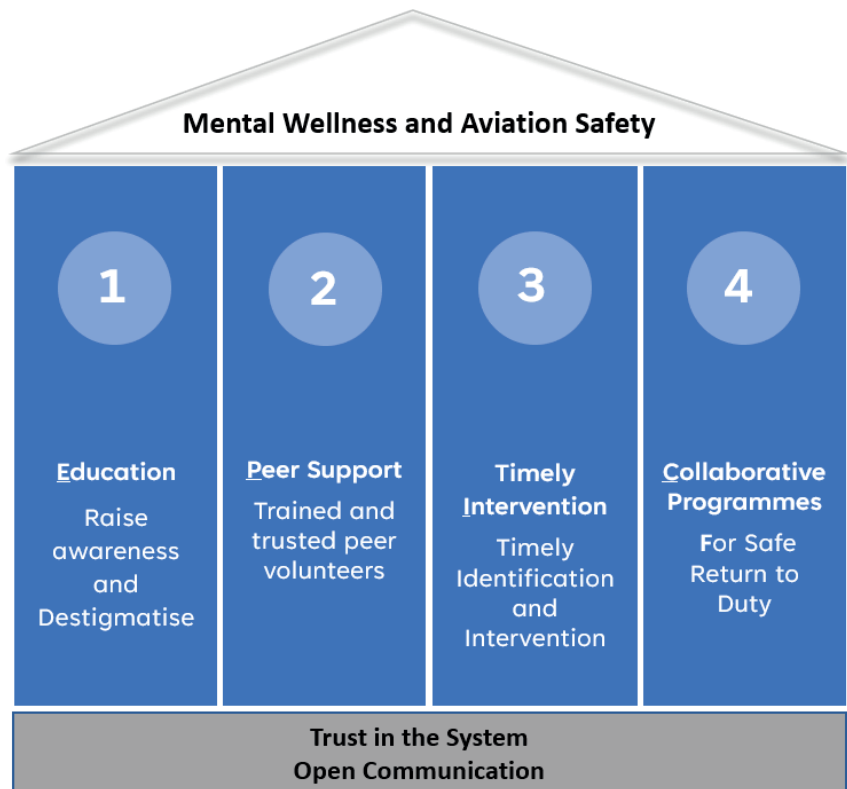 Mental Wellness and Aviation Safety
1
Education
Raise
awareness
and
Destigmatise
2
Peer Support
Trained and
trusted peer
volunteers
3
Timely
Intervention
Timely
Identification
and
Intervention
4
Collaborative
Programmes
For Safe
Return to
Duty
Trust in the System
Open Communication